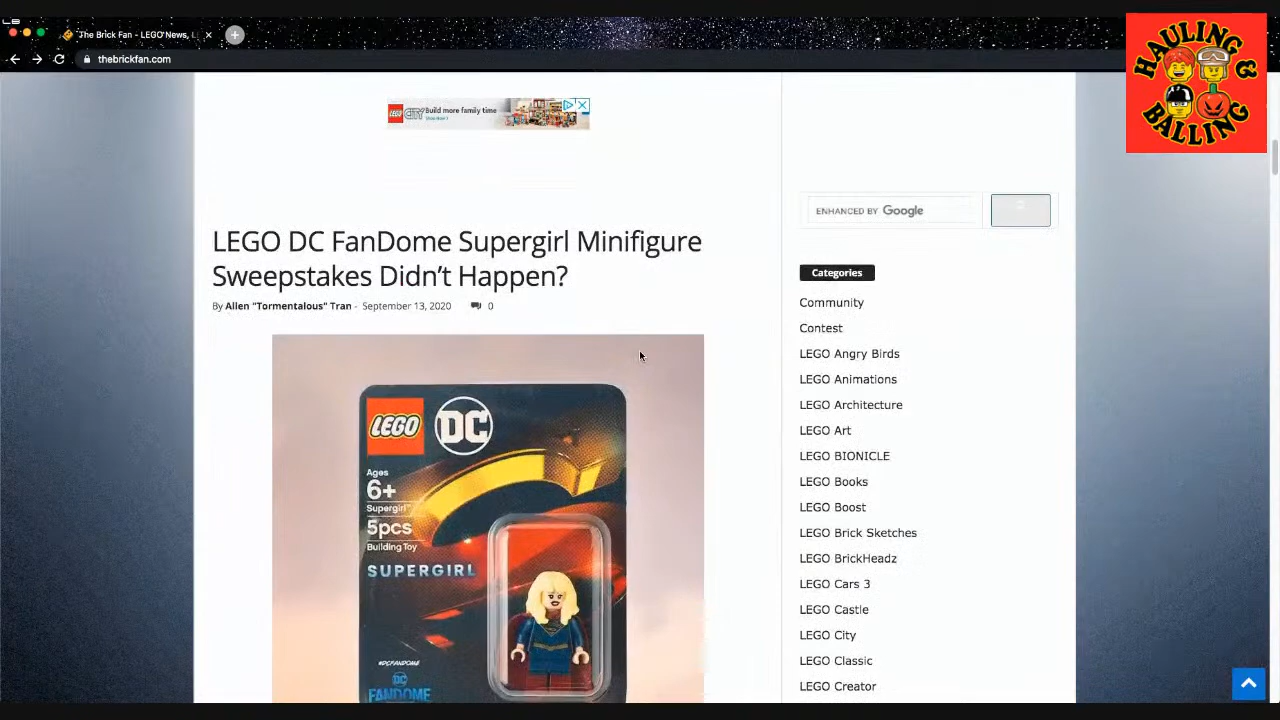 The Brick Fan - LEGO News, L
thebrickfan.com
HAULING &
BALLING
LEGO CITY Build more family time
LEGO DC FanDome Supergirl Minifigure
Sweepstakes Didn't Happen?
By Allen "Tormentalous" Tran - September 13, 2020 0
LEGO DC
Ages
6+
Supergirl™
5pcs
Building Toy
SUPERGIRL
#DCFANDOME
DC
FANDOME
ENHANCED BY Google
Categories
Community
Contest
LEGO Angry Birds
LEGO Animations
LEGO Architecture
LEGO Art
LEGO BIONICLE
LEGO Books
LEGO Boost
LEGO Brick Sketches
LEGO BrickHeadz
LEGO Cars 3
LEGO Castle
LEGO City
LEGO Classic
LEGO Creator